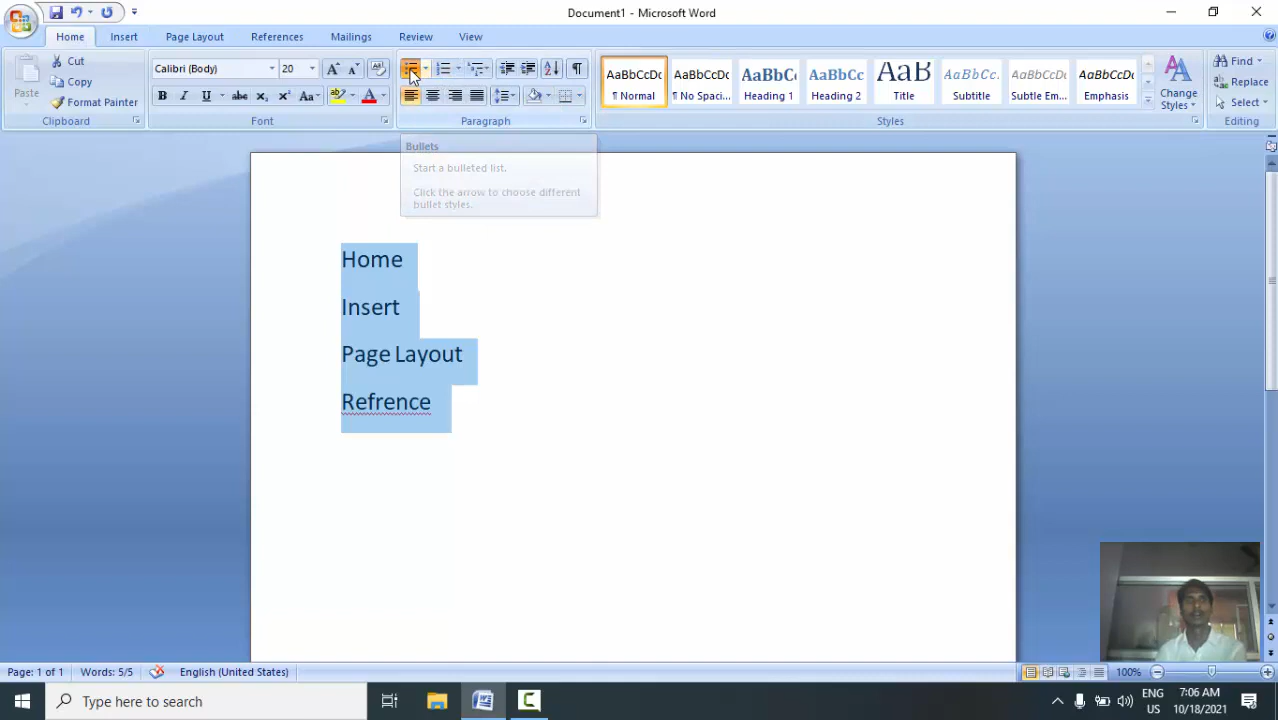 Document1 - Microsoft Word
Home Insert Page Layout References Mailings Review View
Paste
Cut
Copy
Format Painter
Clipboard
Calibri (Body) 20
Font
Paragraph
AaBbCcDc AaBbCcDc AaBbC AaBbCc AaB AaBbCc. AaBbCcDc AaBbCcDc
¶ Normal ¶ No Spaci... Heading 1 Heading 2 Title Subtitle Subtle Em... Emphasis
Styles
Change
Styles
Find
Replace
Select
Editing
Bullets
Start a bulleted list.
Click the arrow to choose different
bullet styles.
Home
Insert
Page Layout
Refrence
Page: 1 of 1 Words: 5/5 English (United States) 100%
Type here to search
ENG
US
7:06 AM
10/18/2021